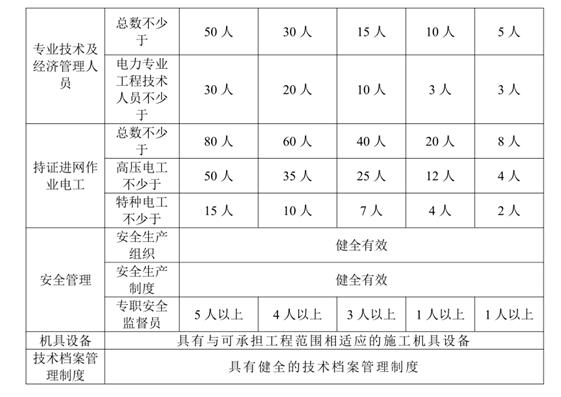 专业技术及
经济管理人
员
总数不少
于
50 人
30 人
15 人
10 人
5 人
电力专业
工程技术
人员不少
于
30 人
20 人
10 人
3 人
3 人
持证进网作
业电工
总数不少
于
80 人
60 人
40 人
20 人
8 人
高压电工
不少于
50 人
35 人
25 人
12 人
4 人
特种电工
不少于
15 人
10 人
7 人
4 人
2 人
安全管理
安全生产
组织
健全有效
安全生产
制度
健全有效
专职安全
监督员
5 人以上
4 人以上
3 人以上
1 人以上
1 人以上
机具设备
具有与可承担工程范围相适应的施工机具设备
技术档案管
理制度
具有健全的技术档案管理制度